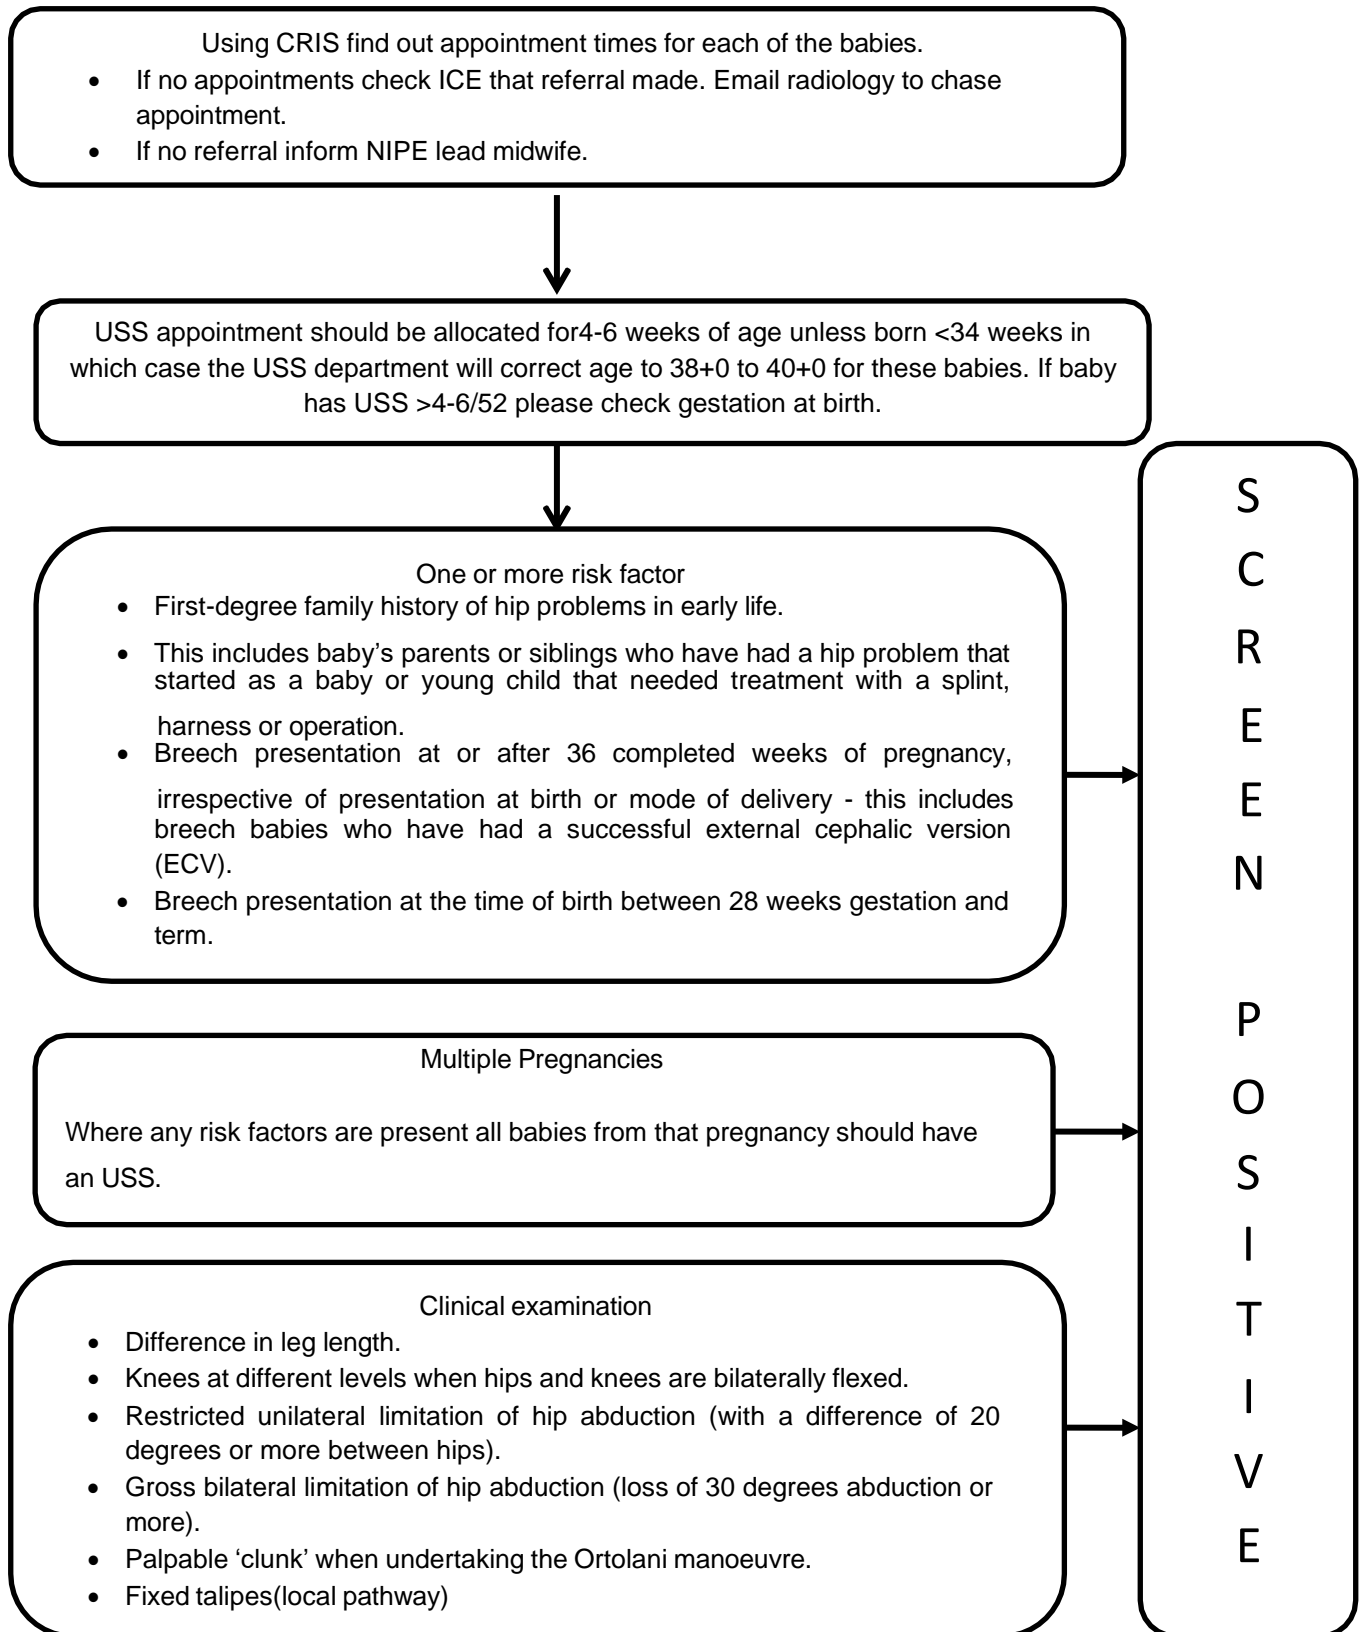 Using CRIS find out appointment times for each of the babies.
• If no appointments check ICE that referral made. Email radiology to chase
appointment.
• If no referral inform NIPE lead midwife.
USS appointment should be allocated for4-6 weeks of age unless born <34 weeks in
which case the USS department will correct age to 38+0 to 40+0 for these babies. If baby
has USS >4-6/52 please check gestation at birth.
One or more risk factor
• First-degree family history of hip problems in early life.
• This includes baby’s parents or siblings who have had a hip problem that
started as a baby or young child that needed treatment with a splint,
harness or operation.
• Breech presentation at or after 36 completed weeks of pregnancy,
irrespective of presentation at birth or mode of delivery - this includes
breech babies who have had a successful external cephalic version
(ECV).
• Breech presentation at the time of birth between 28 weeks gestation and
term.
Multiple Pregnancies
Where any risk factors are present all babies from that pregnancy should have
an USS.
Clinical examination
• Difference in leg length.
• Knees at different levels when hips and knees are bilaterally flexed.
• Restricted unilateral limitation of hip abduction (with a difference of 20
degrees or more between hips).
• Gross bilateral limitation of hip abduction (loss of 30 degrees abduction or
more).
• Palpable ‘clunk’ when undertaking the Ortolani manoeuvre.
• Fixed talipes(local pathway)
S
C
R
E
E
N
P
O
S
I
T
I
V
E